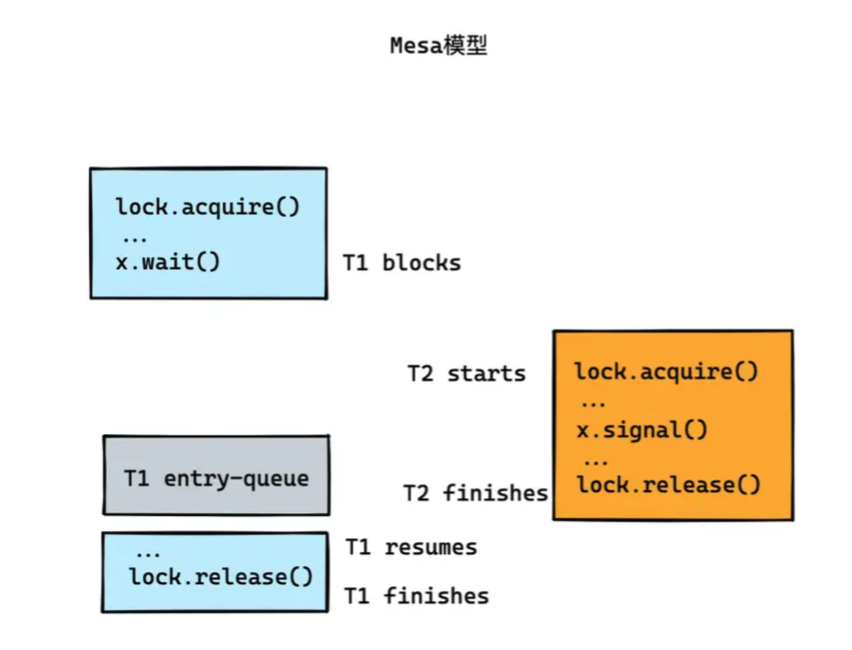 Mesa模型
lock.acquire()
...
x.wait()
T1 blocks
T2 starts
lock.acquire()
...
x.signal()
...
lock.release()
T2 finishes
T1 entry-queue
...
lock.release()
T1 resumes
T1 finishes